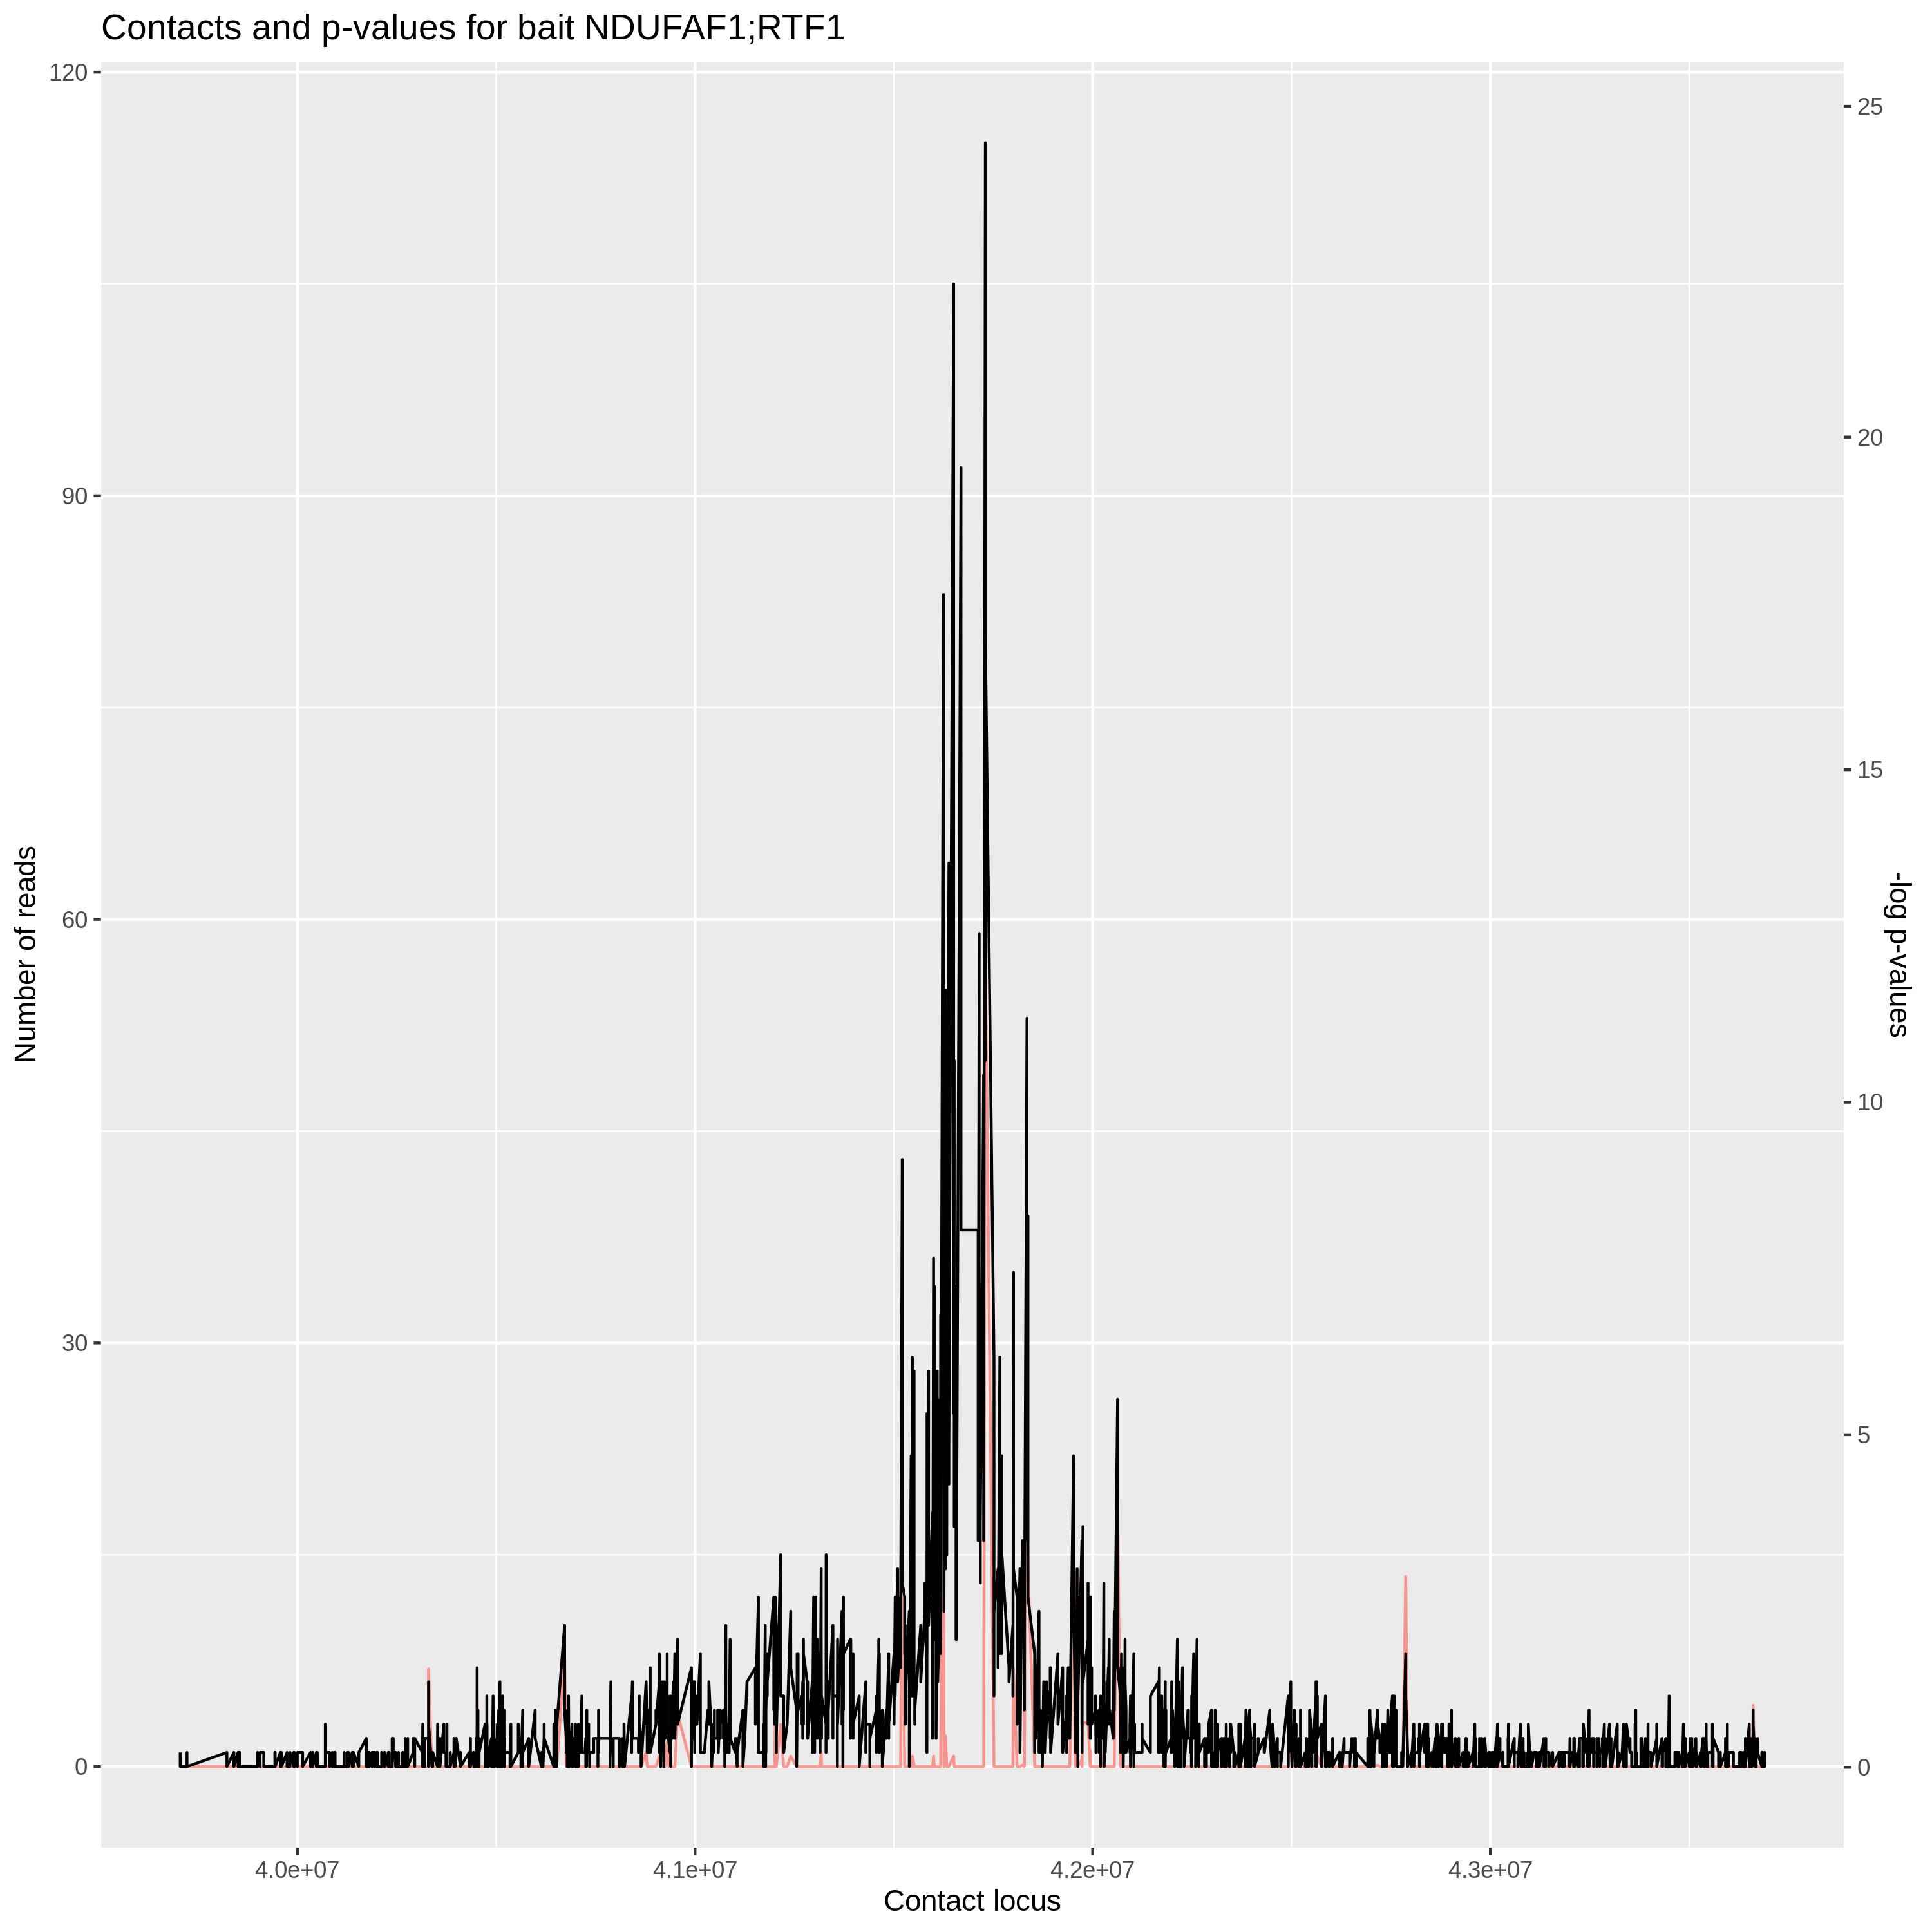 Contacts and p-values for bait NDUFAF1;RTF1
120
90
60
30
0
25
20
15
10
5
0
Number of reads
-log p-values
4.0e+07
4.1e+07
4.2e+07
4.3e+07
Contact locus